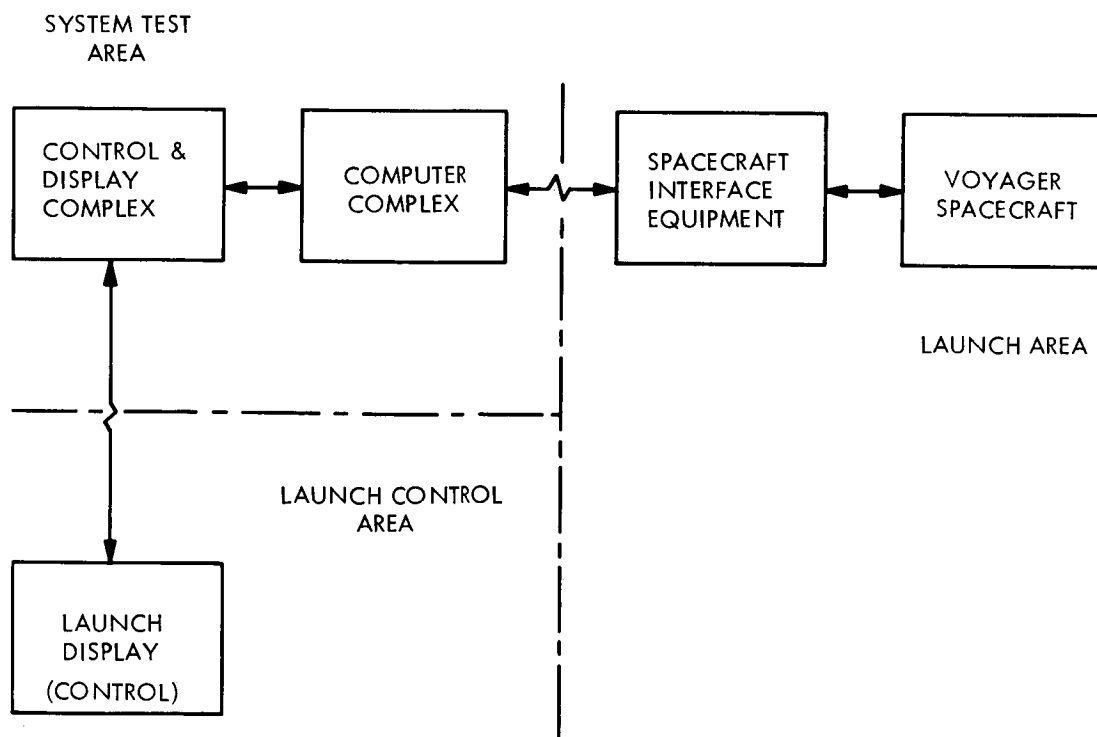 SYSTEM TEST
AREA
CONTROL &
DISPLAY
COMPLEX
COMPUTER
COMPLEX
SPACECRAFT
INTERFACE
EQUIPMENT
VOYAGER
SPACECRAFT
LAUNCH AREA
LAUNCH CONTROL
AREA
LAUNCH
DISPLAY
(CONTROL)